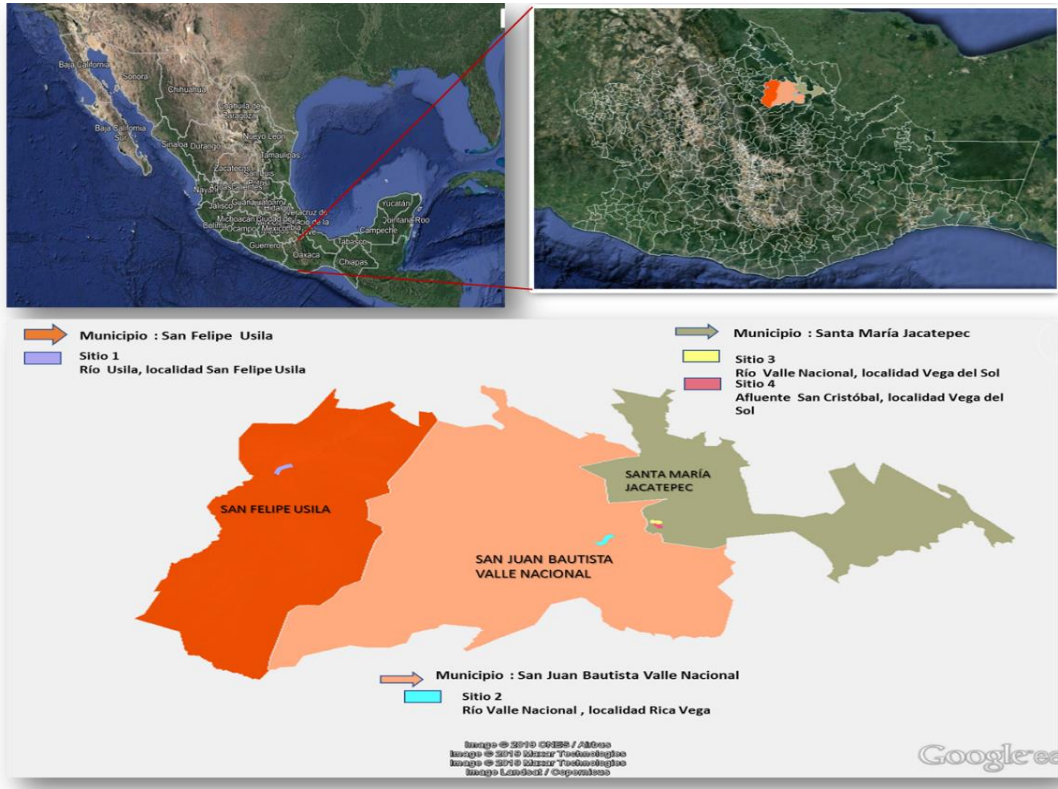 Baja California
Sonora
Chihuahua
Coahuila de
Zaragoza
Nuevo León
Baja California
Sinaloa
Durango
Tamaulipas
Zacatecas
Jalisco
Michoacán
Guerrero
Oaxaca
Tabasco
Chiapas
Campeche
Yucatán
Quintana Roo
Municipio : San Felipe Usila
Sitio 1
Río Usila, localidad San Felipe Usila
Municipio : Santa María Jacatepec
Sitio 3
Río Valle Nacional, localidad Vega del Sol
Sitio 4
Afluente San Cristóbal, localidad Vega del
Sol
SAN FELIPE USILA
SANTA MARÍA
JACATEPEC
SAN JUAN BAUTISTA
VALLE NACIONAL
Municipio : San Juan Bautista Valle Nacional
Sitio 2
Río Valle Nacional , localidad Rica Vega
Image © 2019 CNES / Airbus
Image © 2019 Maxar Technologies
Image © 2019 Maxar Technologies
Image Landsat / Copernicus
Google ea